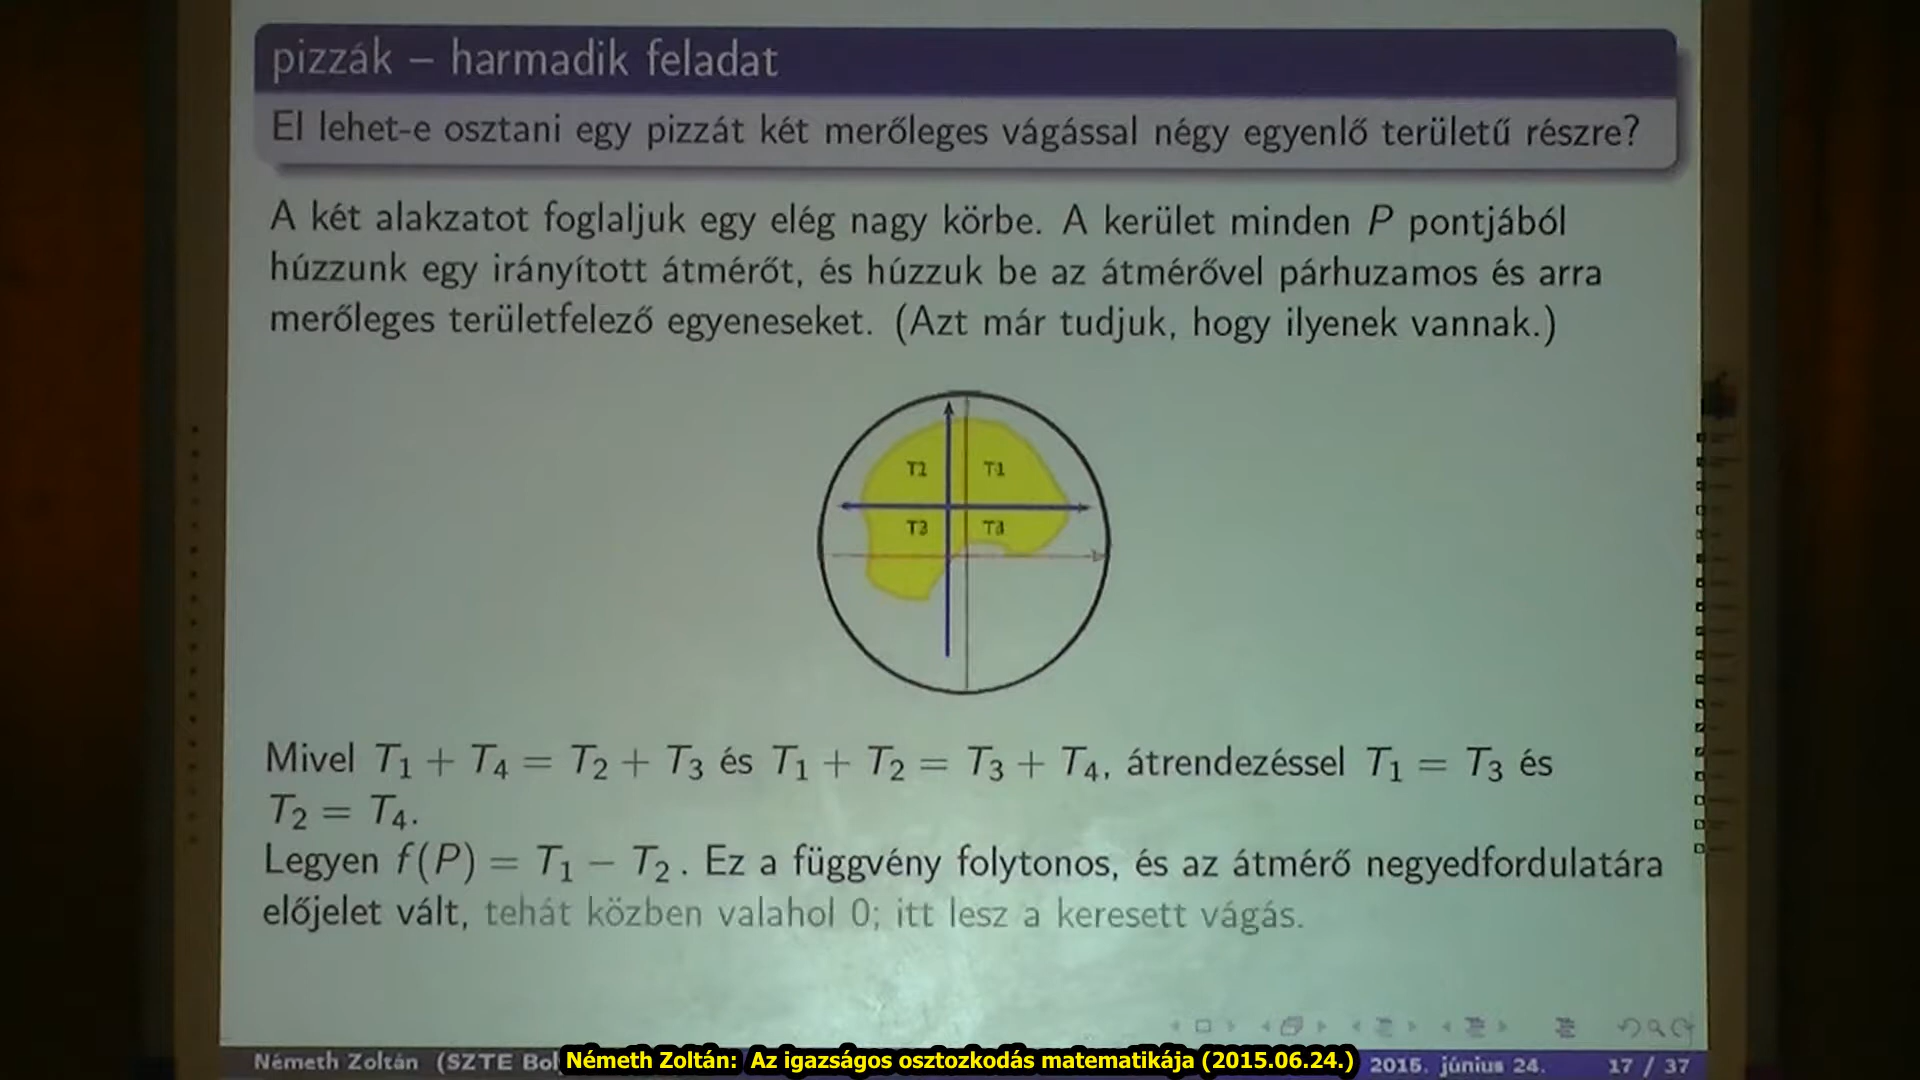 pizzák – harmadik feladat
El lehet-e osztani egy pizzát két merőleges vágással négy egyenlő területű részre?
A két alakzatot foglaljuk egy elég nagy körbe. A kerület minden P pontjából
húzzunk egy irányított átmérőt, és húzzuk be az átmérővel párhuzamos és arra
merőleges területfelező egyeneseket. (Azt már tudjuk, hogy ilyenek vannak.)
T2 T1
T3 T4
Mivel T₁ + T₄ = T₂ + T₃ és T₁ + T₂ = T₃ + T₄, átrendezéssel T₁ = T₃ és
T₂ = T₄.
Legyen f(P) = T₁ − T₂. Ez a függvény folytonos, és az átmérő negyedfordulatára
előjelet vált, tehát közben valahol 0; itt lesz a keresett vágás.
Németh Zoltán (SZTE Bol Németh Zoltán: Az igazságos osztozkodás matematikája (2015.06.24.) 2015. június 24. 17 / 37